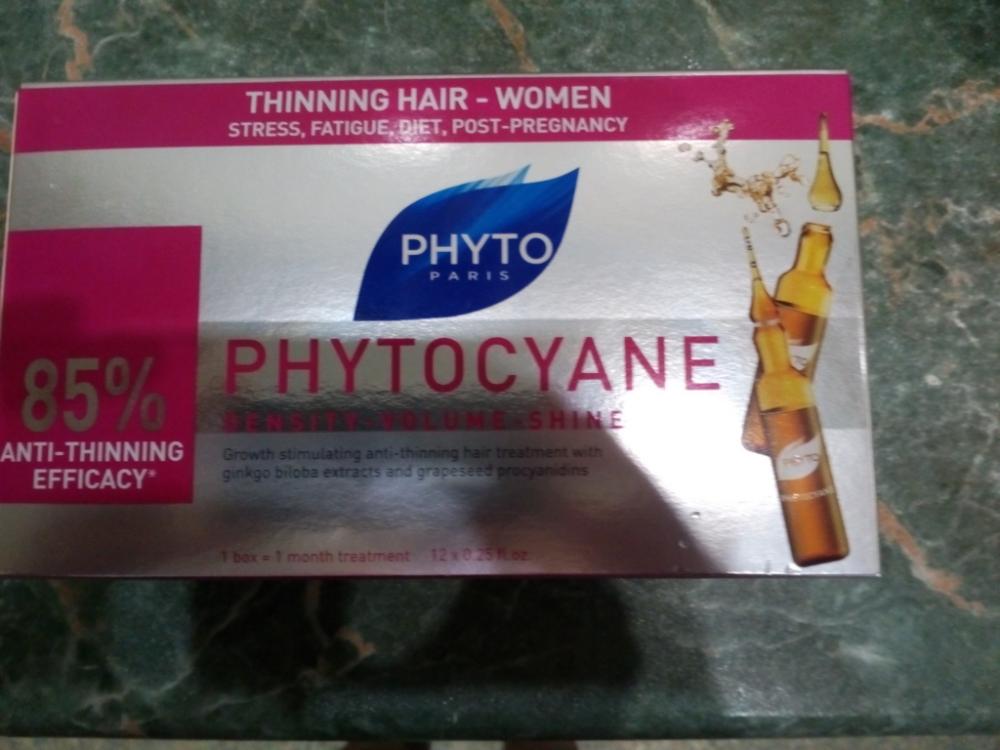 THINNING HAIR - WOMEN
STRESS, FATIGUE, DIET, POST-PREGNANCY
PHYTO
PARIS
PHYTOCYANE
DENSITY-VOLUME-SHINE
85%
ANTI-THINNING
EFFICACY*
Growth stimulating anti-thinning hair treatment with
ginkgo biloba extracts and grapeseed procyanidins
1 box = 1 month treatment 12 x 0.25 fl.oz.
PHYTO